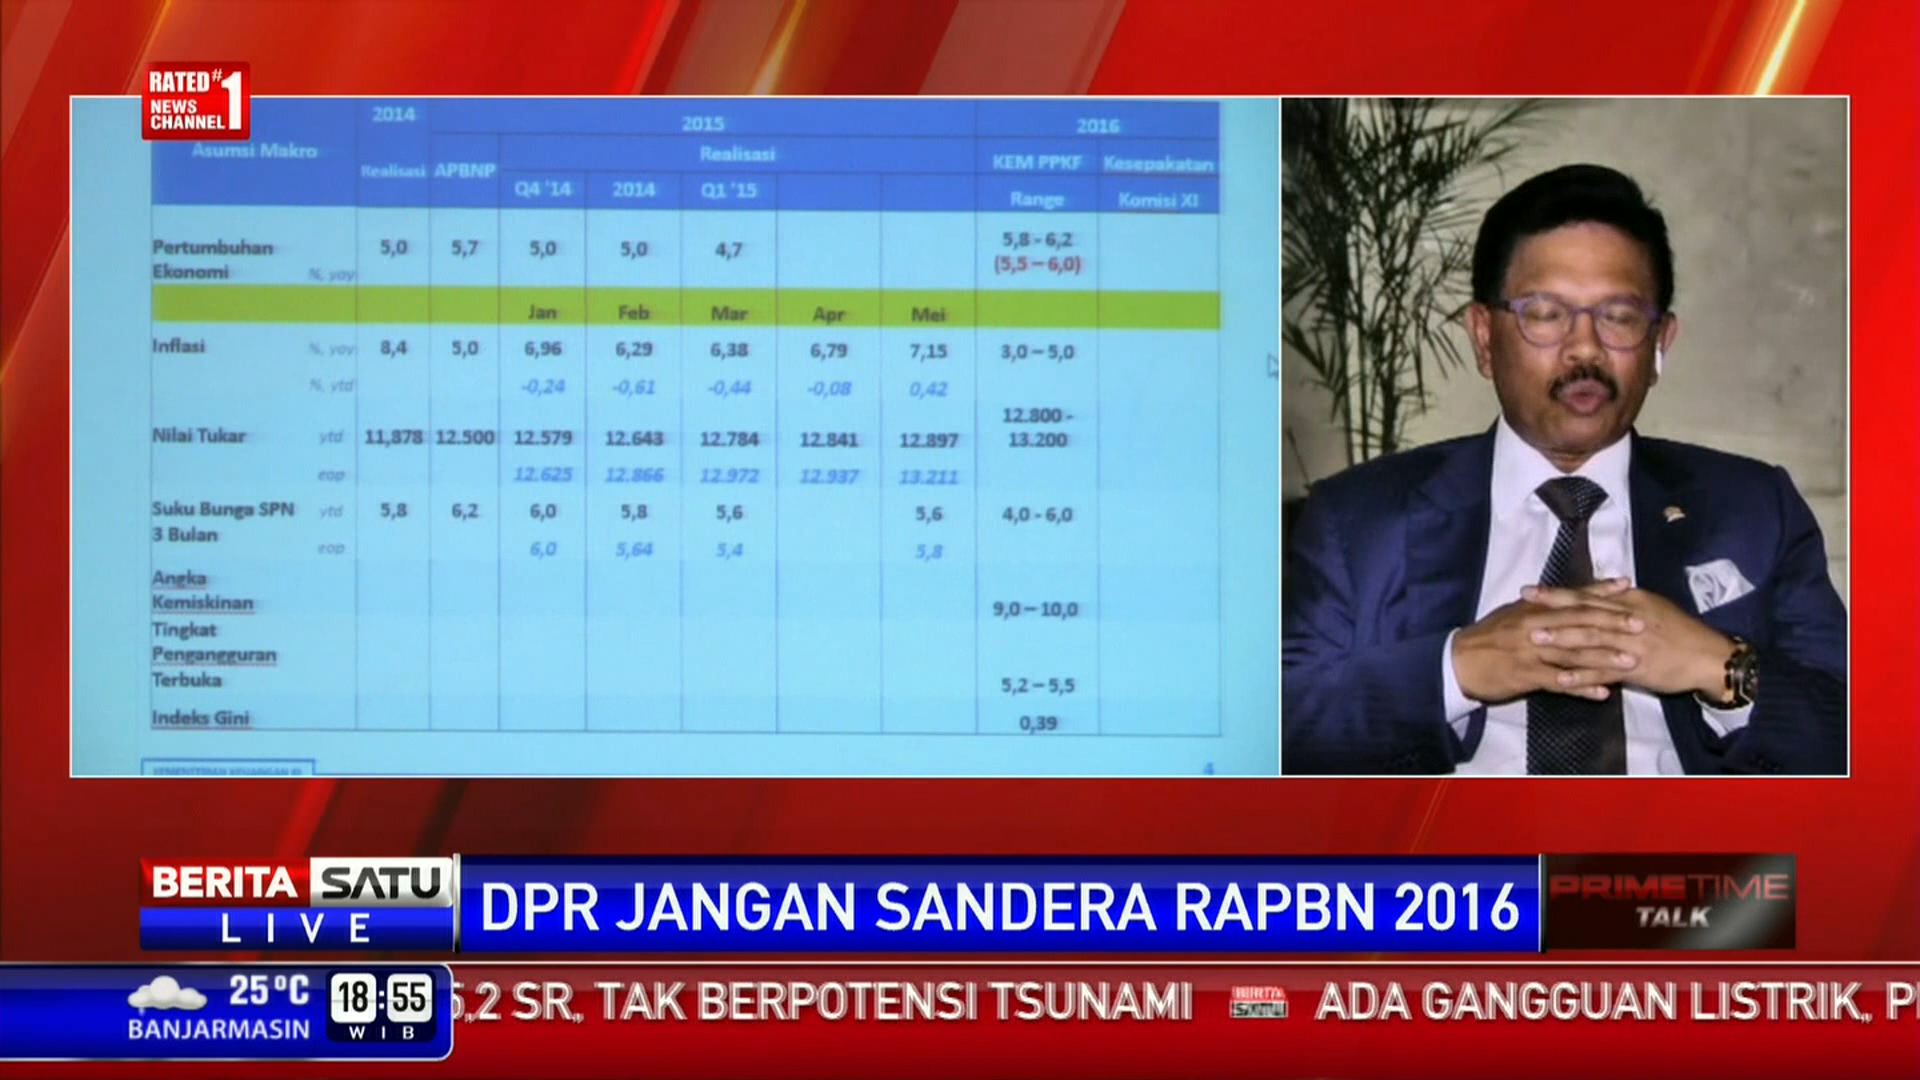 RATED #1
NEWS
CHANNEL
2014 2015 2016
Asumsi Makro Realisasi APBNP Realisasi KEM PPKF Kesepakatan
Q4 '14 2014 Q1 '15 Range Komisi XI
Pertumbuhan 5,0 5,7 5,0 5,0 4,7 5,8 - 6,2
Ekonomi %, yoy (5,5 – 6,0)
Jan Feb Mar Apr Mei
Inflasi %, yoy 8,4 5,0 6,96 6,29 6,38 6,79 7,15 3,0 – 5,0
%, ytd -0,24 -0,61 -0,44 -0,08 0,42
12.800 -
Nilai Tukar ytd 11,878 12.500 12.579 12.643 12.784 12.841 12.897 13.200
eop 12.625 12.866 12.972 12.937 13.211
Suku Bunga SPN ytd 5,8 6,2 6,0 5,8 5,6 5,6 4,0 - 6,0
3 Bulan
eop 6,0 5,64 5,4 5,8
Angka
Kemiskinan 9,0 – 10,0
Tingkat
Pengangguran
Terbuka 5,2 – 5,5
Indeks Gini 0,39
KEMENTERIAN KEUANGAN RI 4
BERITA SATU
LIVE
DPR JANGAN SANDERA RAPBN 2016
PRIMETIME
TALK
25°C
BANJARMASIN
18:55
WIB
5,2 SR, TAK BERPOTENSI TSUNAMI BERITA SATU ADA GANGGUAN LISTRIK,